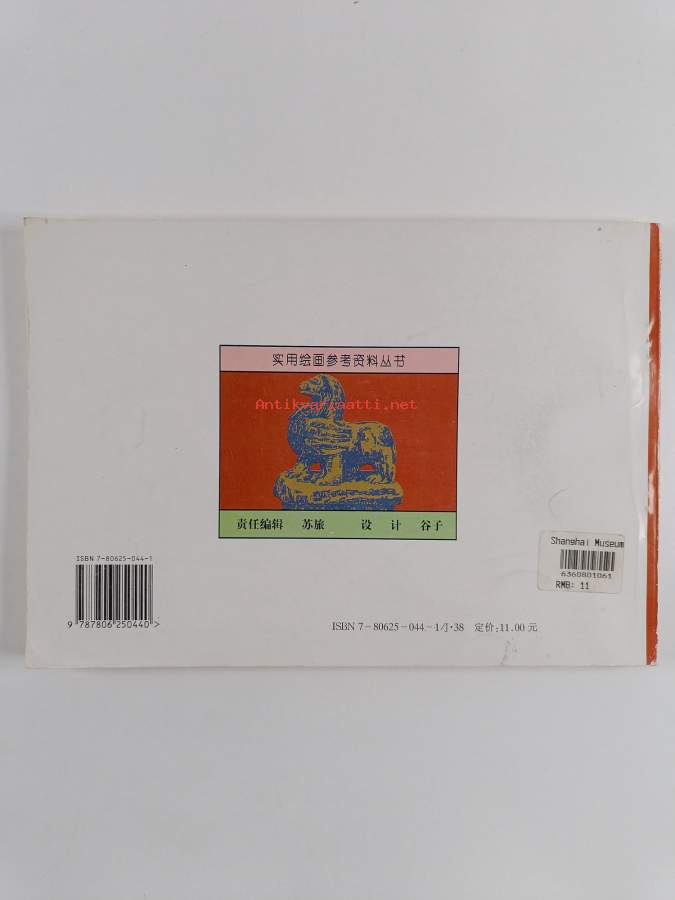 实用绘画参考资料丛书
Antikvariaatti.net
责任编辑 苏旅 设 计 谷子
Shanghai Museum
6360801061
RMB: 11
ISBN 7-80625-044-1
9 787806 250440 >
ISBN 7-80625-044-1/J·38 定价:11.00 元